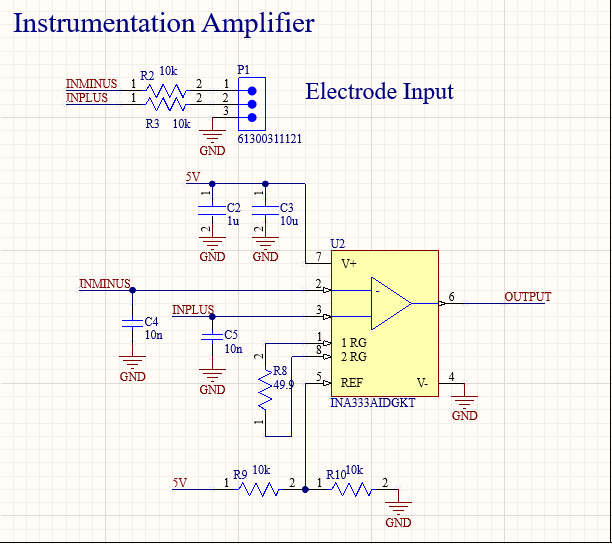 Instrumentation Amplifier
R2 10k P1
INMINUS 1 2 1
INPLUS 1 2 2
3
R3 10k
GND
61300311121
Electrode Input
5V
1 1
C2 C3
1u 10u
2 2
GND GND
U2
7 V+
INMINUS 2 -
6 OUTPUT
INPLUS 3
C4
10n
C5
10n
1 1 RG
8 2 RG
2
R8
49.9
1
5 REF V- 4
GND GND
GND
INA333AIDGKT
R9 10k R10 10k
5V 1 2 1 2
GND